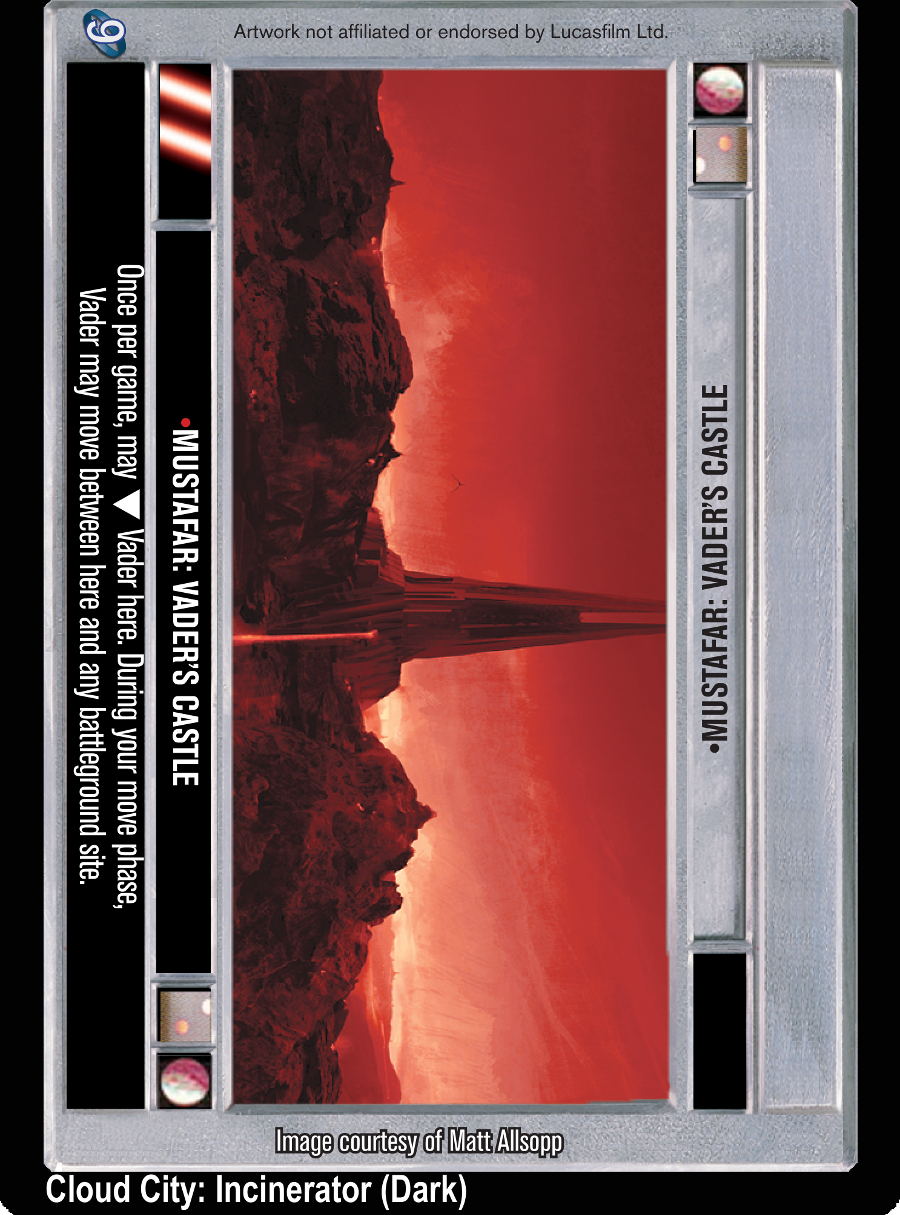 Artwork not affiliated or endorsed by Lucasfilm Ltd.
Once per game, may ▼ Vader here. During your move phase,
Vader may move between here and any battleground site.
•MUSTAFAR: VADER'S CASTLE
•MUSTAFAR: VADER'S CASTLE
Image courtesy of Matt Allsopp
Cloud City: Incinerator (Dark)